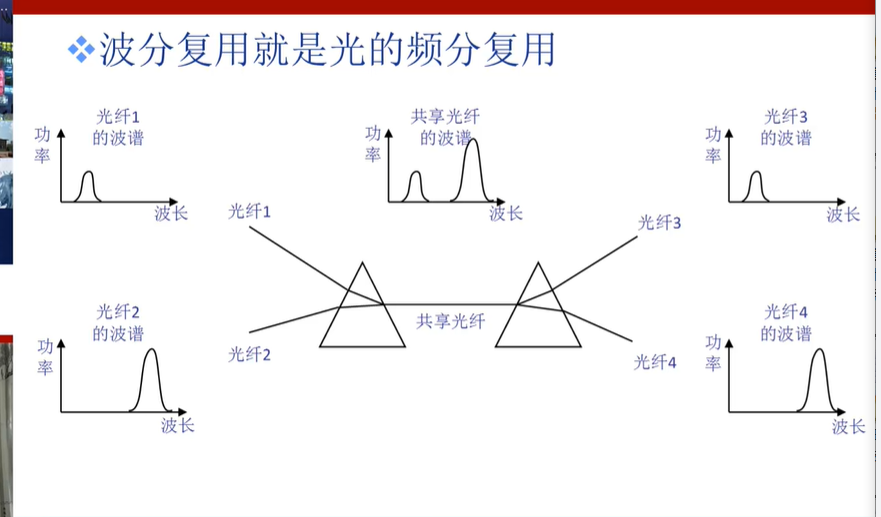 波分复用就是光的频分复用
光纤1
的波谱
功率
波长
共享光纤
的波谱
功率
波长
光纤3
的波谱
功率
波长
光纤1
光纤3
共享光纤
光纤2
光纤4
光纤2
的波谱
功率
波长
光纤4
的波谱
功率
波长